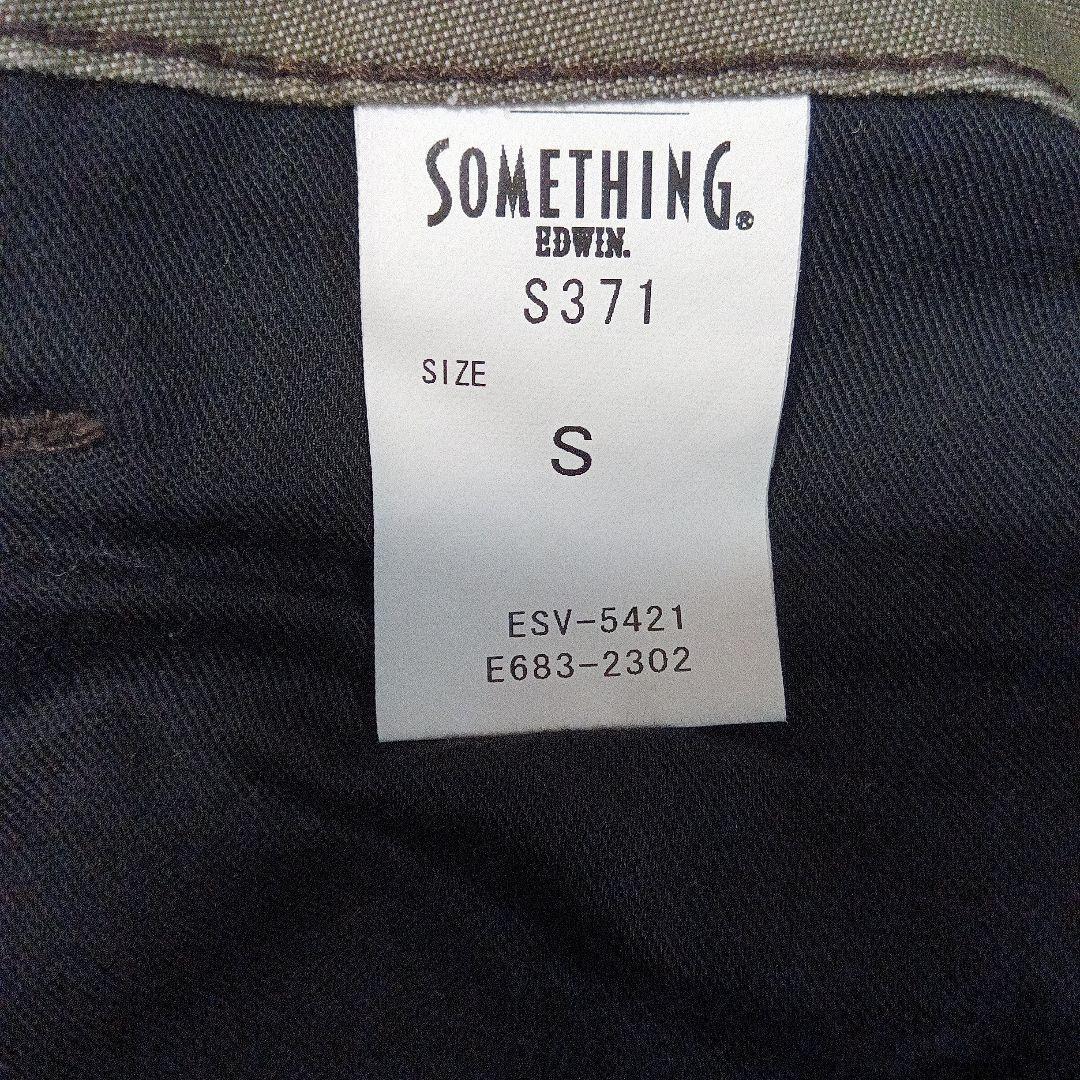 SOMETHING®
EDWIN.
S371
SIZE
S
ESV-5421
E683-2302